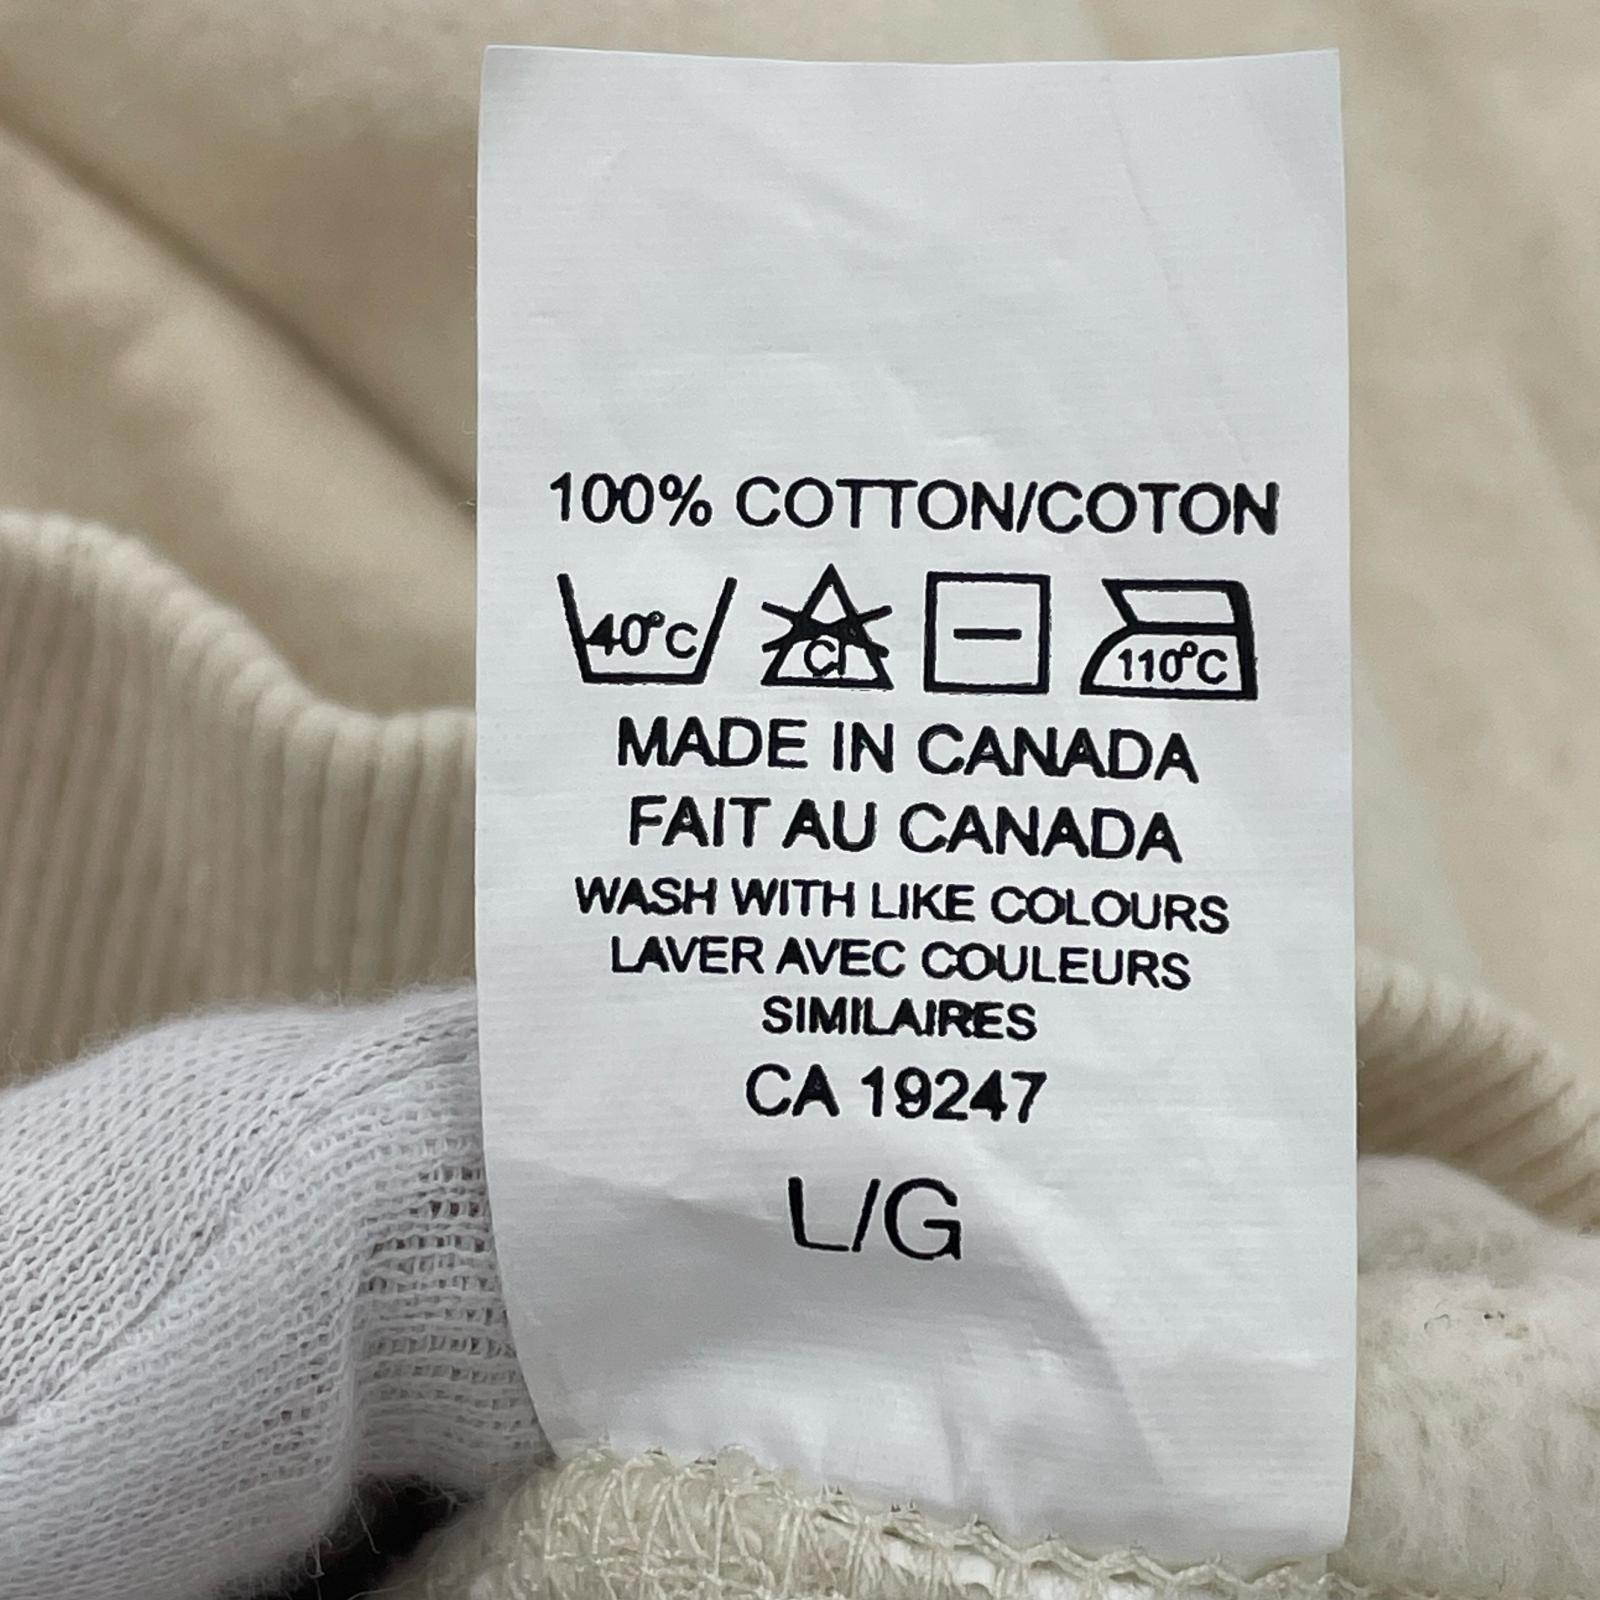 100% COTTON/COTON
40°C Cl 110°C
MADE IN CANADA
FAIT AU CANADA
WASH WITH LIKE COLOURS
LAVER AVEC COULEURS
SIMILAIRES
CA 19247
L/G